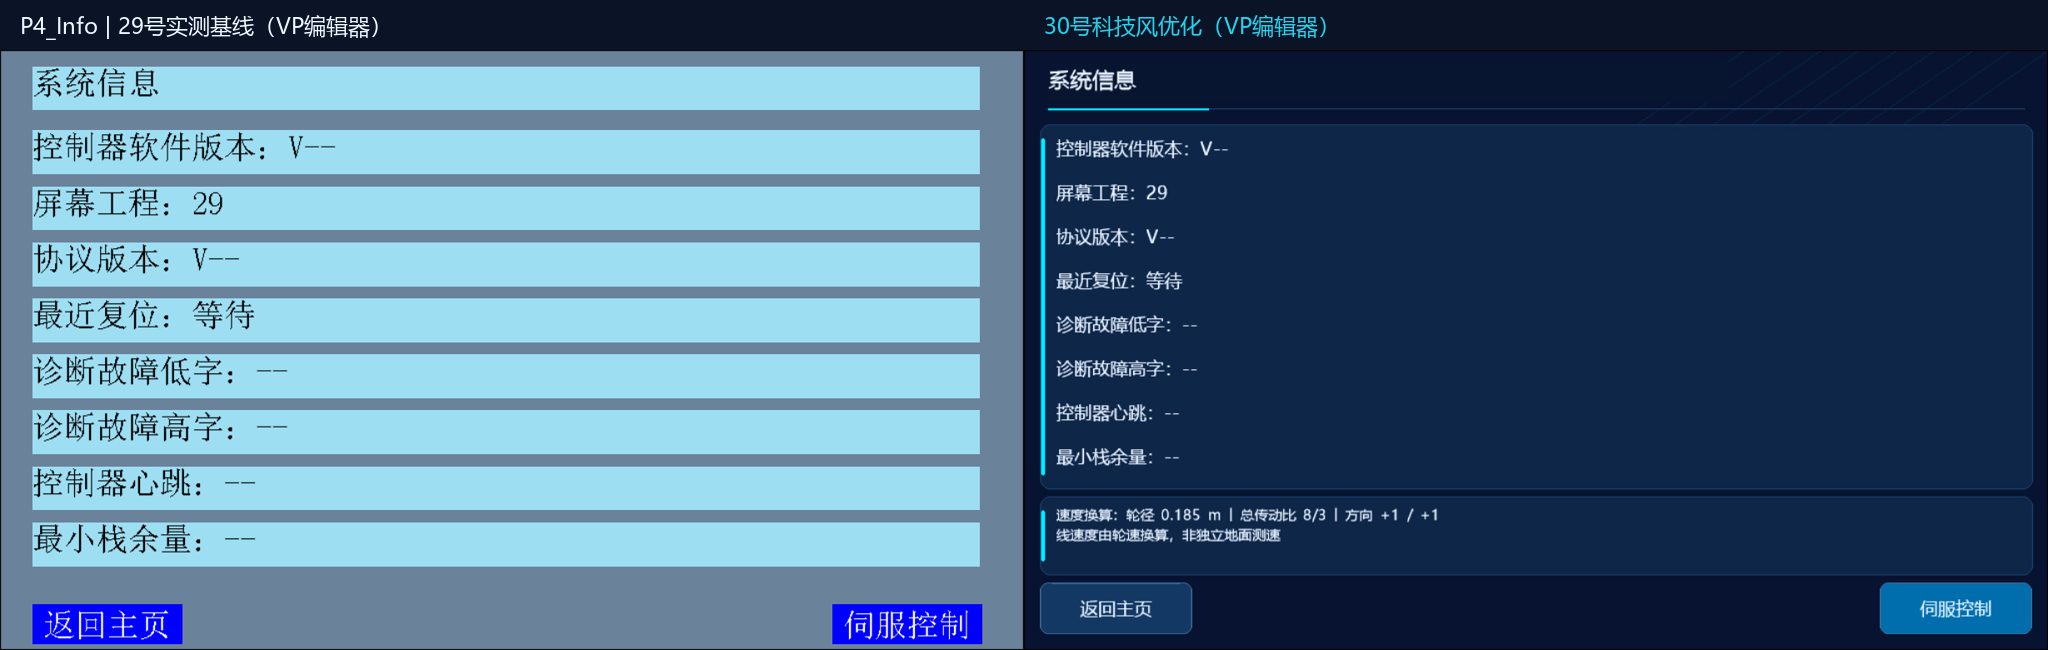 P4_Info | 29号实测基线（VP编辑器）
系统信息
控制器软件版本：V--
屏幕工程：29
协议版本：V--
最近复位：等待
诊断故障低字：--
诊断故障高字：--
控制器心跳：--
最小栈余量：--
返回主页
伺服控制
30号科技风优化（VP编辑器）
系统信息
控制器软件版本：V--
屏幕工程：29
协议版本：V--
最近复位：等待
诊断故障低字：--
诊断故障高字：--
控制器心跳：--
最小栈余量：--
速度换算：轮径 0.185 m | 总传动比 8/3 | 方向 +1 / +1
线速度由轮速换算，非独立地面测速
返回主页
伺服控制